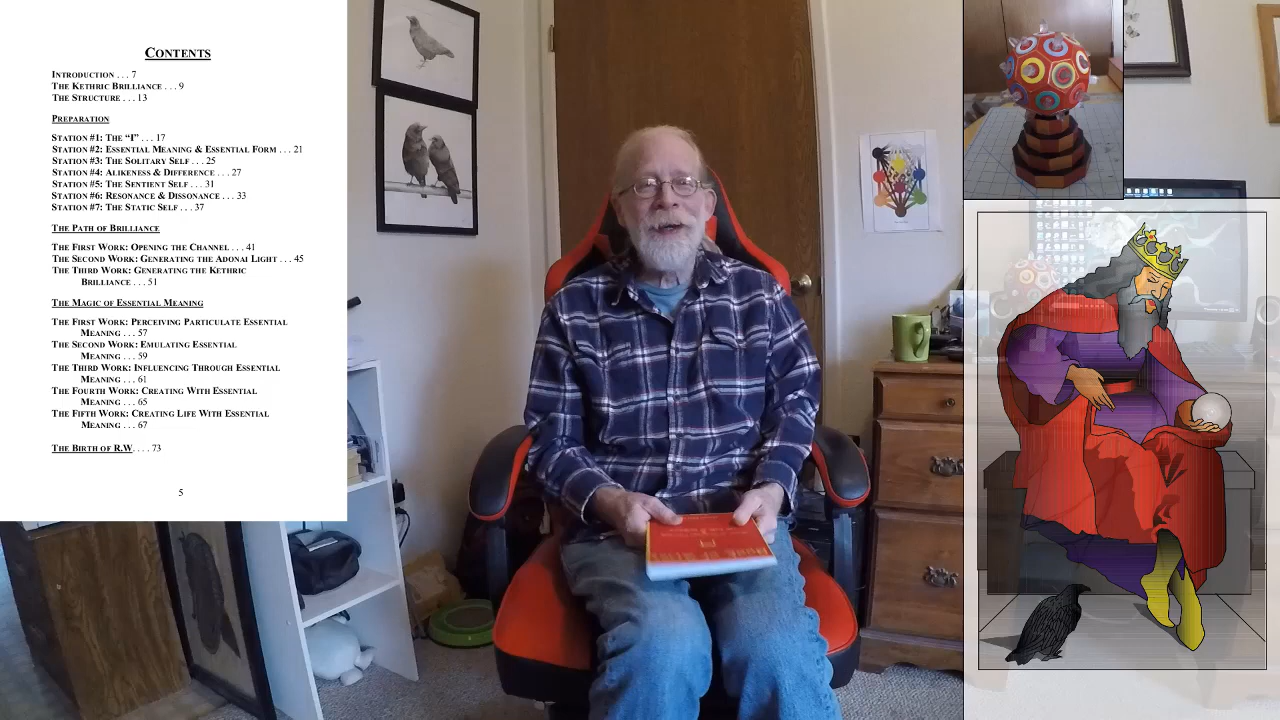 CONTENTS
INTRODUCTION . . . 7
THE KETHRIC BRILLIANCE . . . 9
THE STRUCTURE . . . 13
PREPARATION
STATION #1: THE “I” . . . 17
STATION #2: ESSENTIAL MEANING & ESSENTIAL FORM . . . 21
STATION #3: THE SOLITARY SELF . . . 25
STATION #4: ALIKENESS & DIFFERENCE . . . 27
STATION #5: THE SENTIENT SELF . . . 31
STATION #6: RESONANCE & DISSONANCE . . . 33
STATION #7: THE STATIC SELF . . . 37
THE PATH OF BRILLIANCE
THE FIRST WORK: OPENING THE CHANNEL . . . 41
THE SECOND WORK: GENERATING THE ADONAI LIGHT . . . 45
THE THIRD WORK: GENERATING THE KETHRIC
BRILLIANCE . . . 51
THE MAGIC OF ESSENTIAL MEANING
THE FIRST WORK: PERCEIVING PARTICULATE ESSENTIAL
MEANING . . . 57
THE SECOND WORK: EMULATING ESSENTIAL
MEANING . . . 59
THE THIRD WORK: INFLUENCING THROUGH ESSENTIAL
MEANING . . . 61
THE FOURTH WORK: CREATING WITH ESSENTIAL
MEANING . . . 65
THE FIFTH WORK: CREATING LIFE WITH ESSENTIAL
MEANING . . . 67
THE BIRTH OF R.W. . . . 73
5